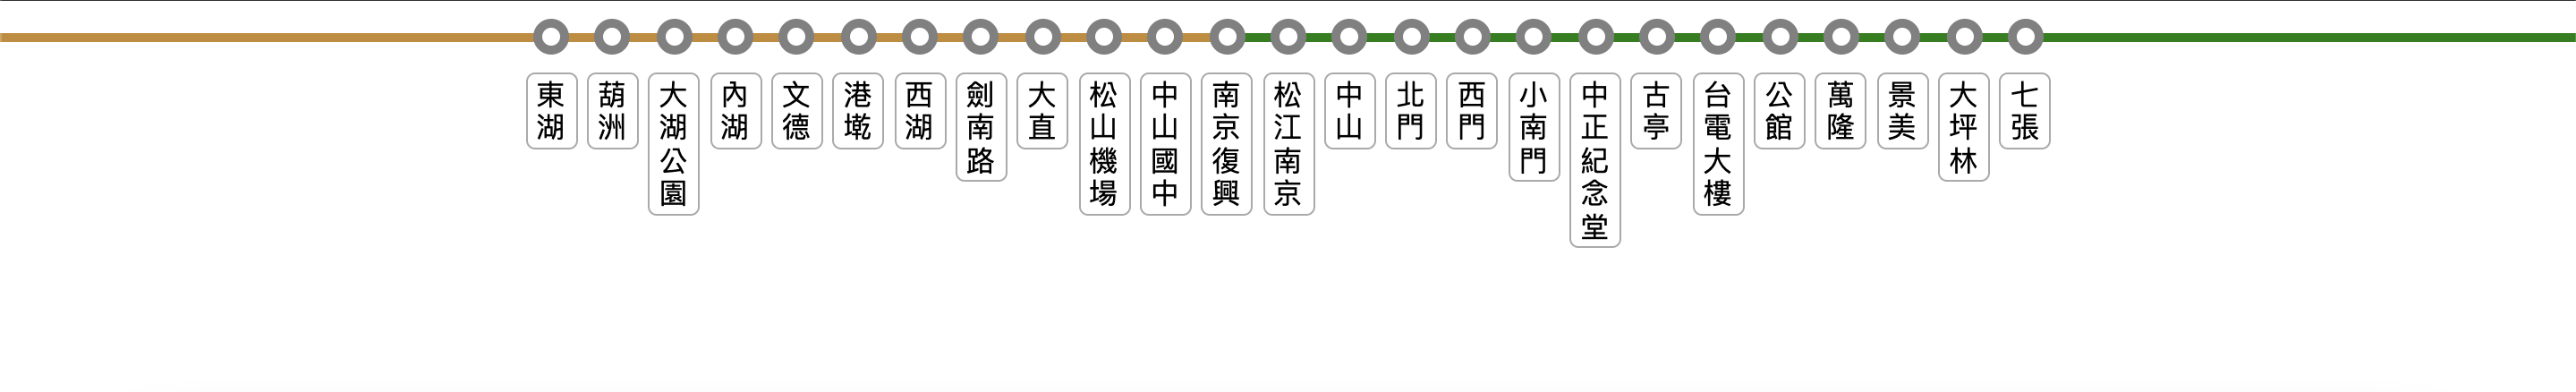 東湖
葫洲
大湖公園
內湖
文德
港墘
西湖
劍南路
大直
松山機場
中山國中
南京復興
松江南京
中山
北門
西門
小南門
中正紀念堂
古亭
台電大樓
公館
萬隆
景美
大坪林
七張